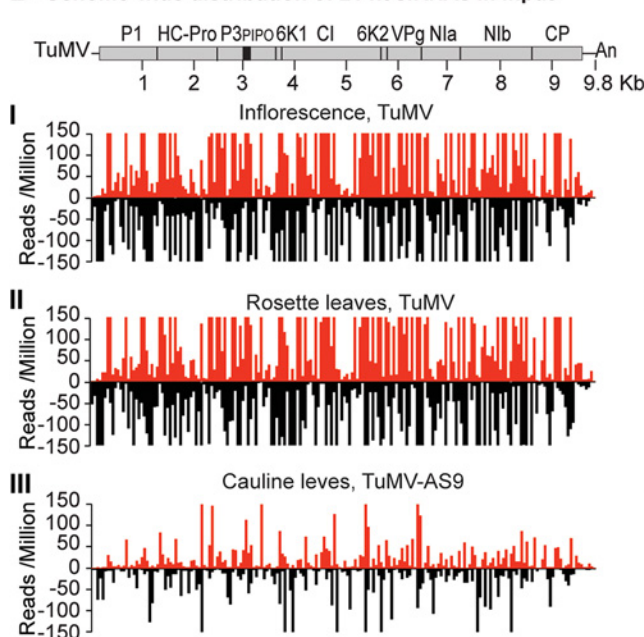 TuMV P1 HC-Pro P3PIPO 6K1 CI 6K2 VPg NIa NIb CP An
1 2 3 4 5 6 7 8 9 9.8 Kb
I
Inflorescence, TuMV
Reads /Million
150
100
50
0
-50
-100
-150
II
Rosette leaves, TuMV
Reads /Million
150
100
50
0
-50
-100
-150
III
Cauline leves, TuMV-AS9
Reads /Million
150
100
50
0
-50
-100
-150